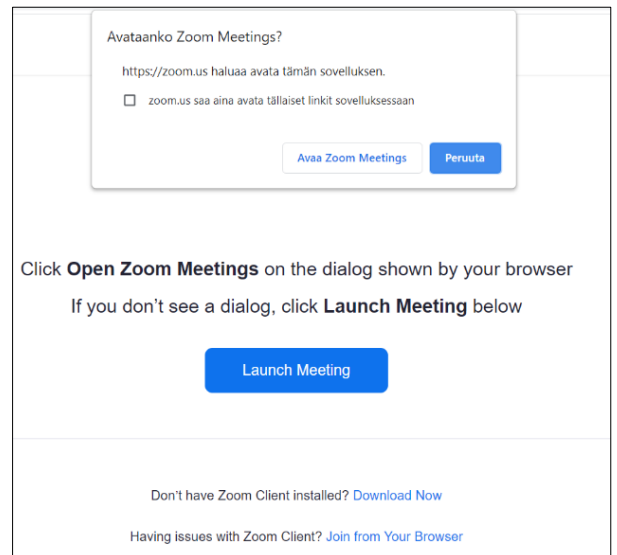 Avataanko Zoom Meetings?
https://zoom.us haluaa avata tämän sovelluksen.
zoom.us saa aina avata tällaiset linkit sovelluksessaan
Avaa Zoom Meetings Peruuta
Click Open Zoom Meetings on the dialog shown by your browser
If you don't see a dialog, click Launch Meeting below
Launch Meeting
Don't have Zoom Client installed? Download Now
Having issues with Zoom Client? Join from Your Browser